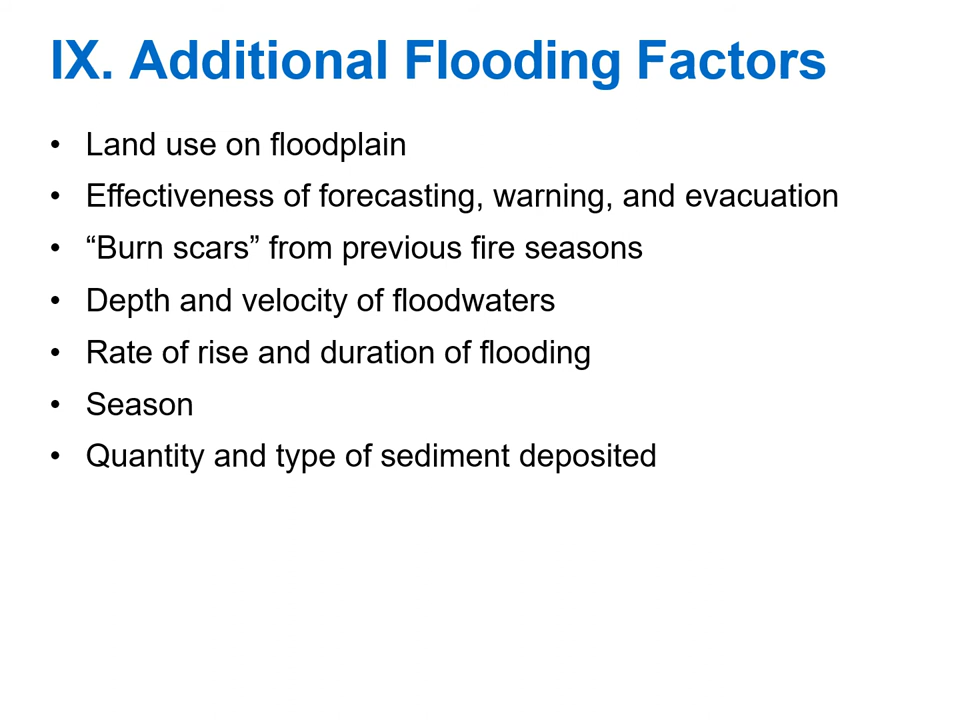 IX. Additional Flooding Factors
• Land use on floodplain
• Effectiveness of forecasting, warning, and evacuation
• “Burn scars” from previous fire seasons
• Depth and velocity of floodwaters
• Rate of rise and duration of flooding
• Season
• Quantity and type of sediment deposited